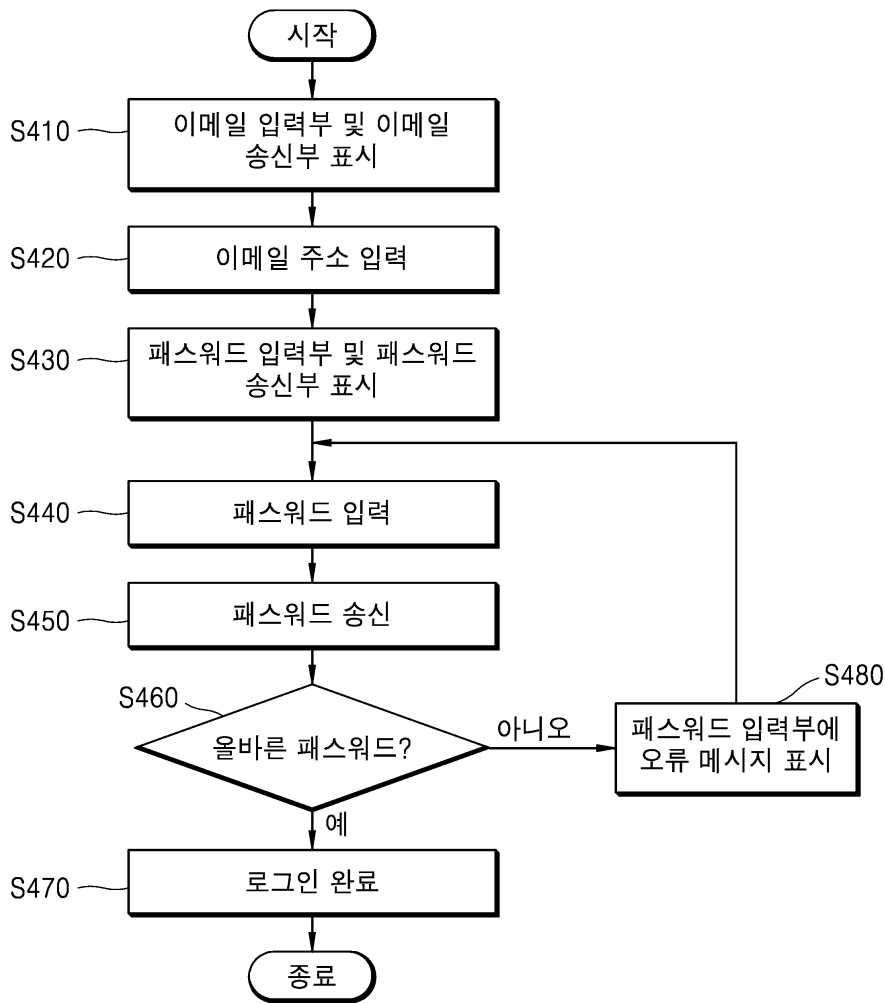 시작
S410
이메일 입력부 및 이메일
송신부 표시
S420
이메일 주소 입력
S430
패스워드 입력부 및 패스워드
송신부 표시
S440
패스워드 입력
S450
패스워드 송신
S460
올바른 패스워드?
아니오
S480
패스워드 입력부에
오류 메시지 표시
예
S470
로그인 완료
종료